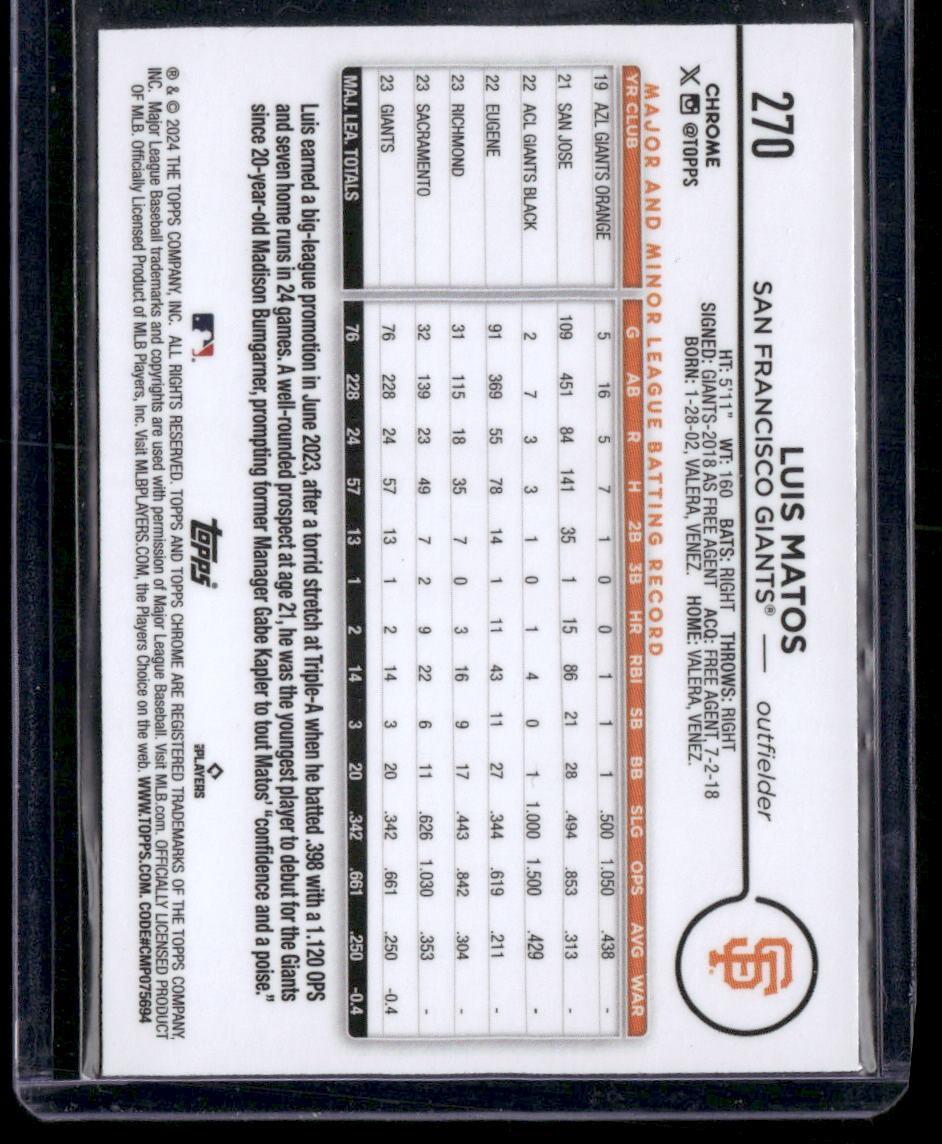 270
LUIS MATOS
SAN FRANCISCO GIANTS® — outfielder
CHROME
X @TOPPS
HT: 5'11" WT: 160 BATS: RIGHT THROWS: RIGHT
SIGNED: GIANTS-2018 AS FREE AGENT ACQ: FREE AGENT, 7-2-18
BORN: 1-28-02, VALERA, VENEZ. HOME: VALERA, VENEZ.
MAJOR AND MINOR LEAGUE BATTING RECORD
YR CLUB G AB R H 2B 3B HR RBI SB BB SLG OPS AVG WAR
19 AZL GIANTS ORANGE 5 16 5 7 1 0 0 1 1 1 .500 1.050 .438 -
21 SAN JOSE 109 451 84 141 35 1 15 86 21 28 .494 .853 .313 -
22 ACL GIANTS BLACK 2 7 3 3 1 0 1 4 0 1 1.000 1.500 .429 -
22 EUGENE 91 369 55 78 14 1 11 43 11 27 .344 .619 .211 -
23 RICHMOND 31 115 18 35 7 0 3 16 9 17 .443 .842 .304 -
23 SACRAMENTO 32 139 23 49 7 2 9 22 6 11 .626 1.030 .353 -
23 GIANTS 76 228 24 57 13 1 2 14 3 20 .342 .661 .250 -0.4
MAJ. LEA. TOTALS 76 228 24 57 13 1 2 14 3 20 .342 .661 .250 -0.4
Luis earned a big-league promotion in June 2023, after a torrid stretch at Triple-A when he batted .398 with a 1.120 OPS
and seven home runs in 24 games. A well-rounded prospect at age 21, he was the youngest player to debut for the Giants
since 20-year-old Madison Bumgarner, prompting former Manager Gabe Kapler to tout Matos' "confidence and a poise."
topps
PLAYERS
® & © 2024 THE TOPPS COMPANY, INC. ALL RIGHTS RESERVED. TOPPS AND TOPPS CHROME ARE REGISTERED TRADEMARKS OF THE TOPPS COMPANY,
INC. Major League Baseball trademarks and copyrights are used with permission of Major League Baseball. Visit MLB.com. OFFICIALLY LICENSED PRODUCT
OF MLB. Officially Licensed Product of MLB Players, Inc. Visit MLBPLAYERS.COM, the Players Choice on the web. WWW.TOPPS.COM. CODE#CMP075694